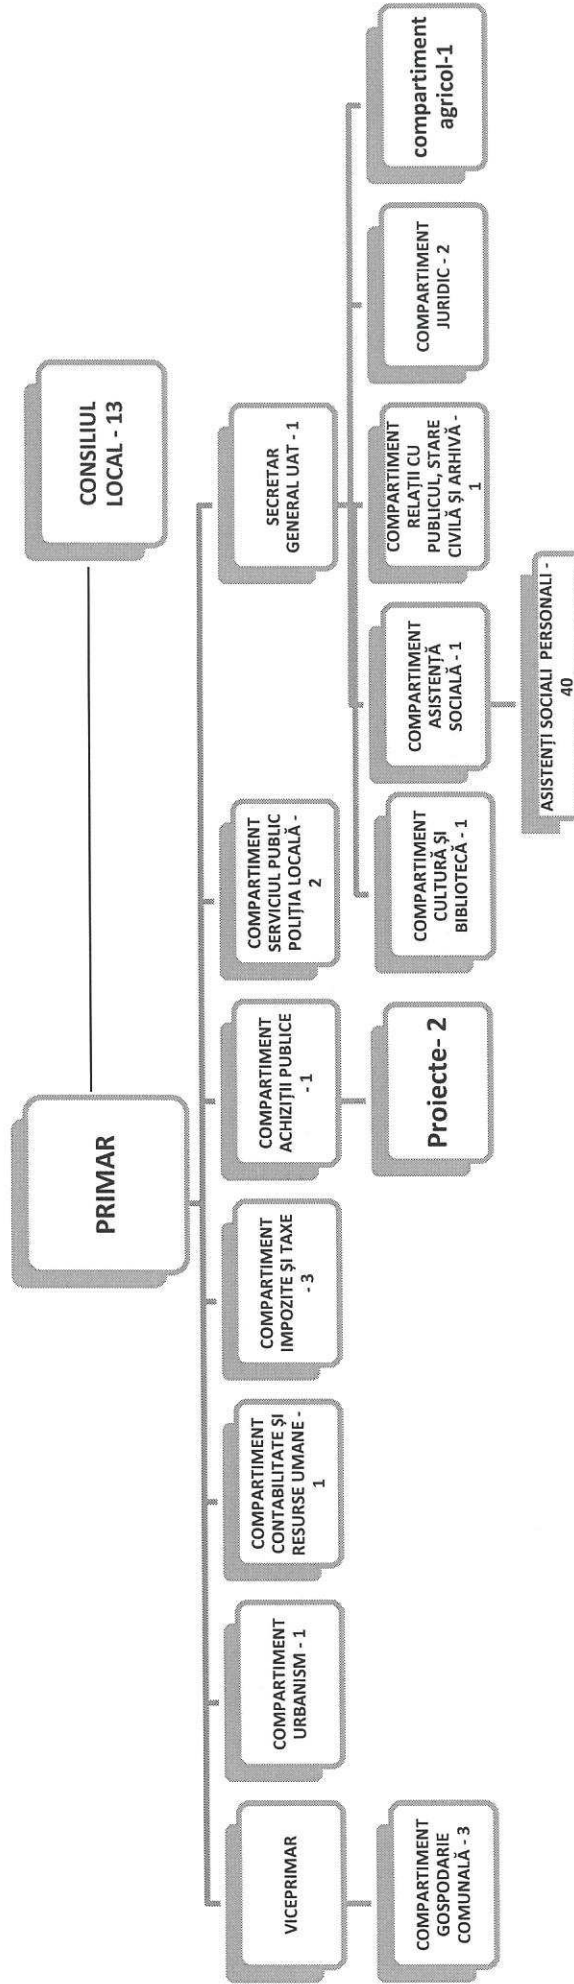 PRIMAR
CONSILIUL
LOCAL - 13
VICEPRIMAR
COMPARTIMENT
URBANISM - 1
COMPARTIMENT
CONTABILITATE ȘI
RESURSE UMANE -
1
COMPARTIMENT
IMPOZITE ȘI TAXE
- 3
COMPARTIMENT
ACHIZIȚII PUBLICE
- 1
COMPARTIMENT
SERVICIUL PUBLIC
POLIȚIA LOCALĂ -
2
SECRETAR
GENERAL UAT - 1
COMPARTIMENT
GOSPODARIE
COMUNALĂ - 3
Proiecte- 2
COMPARTIMENT
CULTURĂ ȘI
BIBLIOTECĂ - 1
COMPARTIMENT
ASISTENȚĂ
SOCIALĂ - 1
COMPARTIMENT
RELAȚII CU
PUBLICUL, STARE
CIVILĂ ȘI ARHIVĂ -
1
COMPARTIMENT
JURIDIC - 2
compartiment
agricol-1
ASISTENȚI SOCIALI PERSONALI -
40